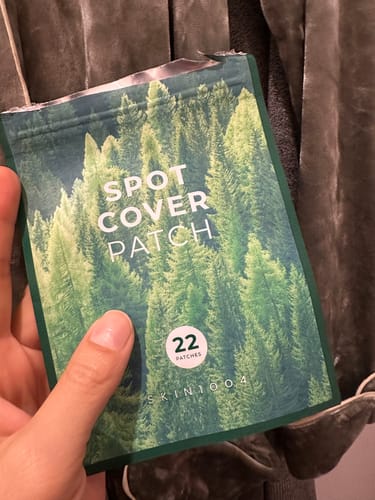 SPOT
COVER
PATCH
22
PATCHES
SKIN1004